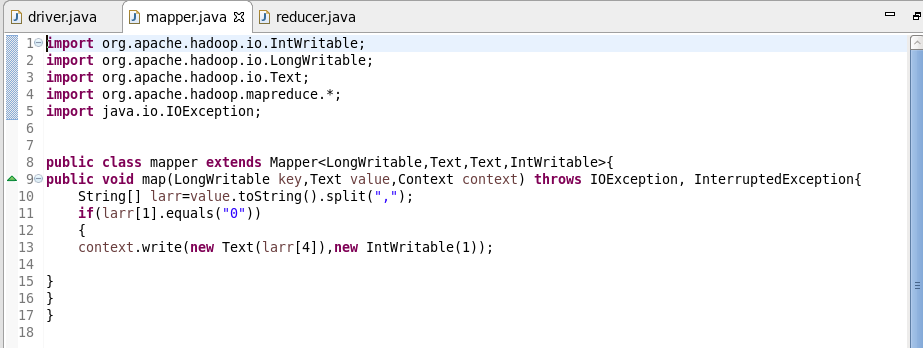 driver.java mapper.java reducer.java
1 import org.apache.hadoop.io.IntWritable;
2 import org.apache.hadoop.io.LongWritable;
3 import org.apache.hadoop.io.Text;
4 import org.apache.hadoop.mapreduce.*;
5 import java.io.IOException;
6
7
8 public class mapper extends Mapper<LongWritable,Text,Text,IntWritable>{
9 public void map(LongWritable key,Text value,Context context) throws IOException, InterruptedException{
10     String[] larr=value.toString().split(",");
11     if(larr[1].equals("0"))
12     {
13     context.write(new Text(larr[4]),new IntWritable(1));
14
15 }
16 }
17 }
18